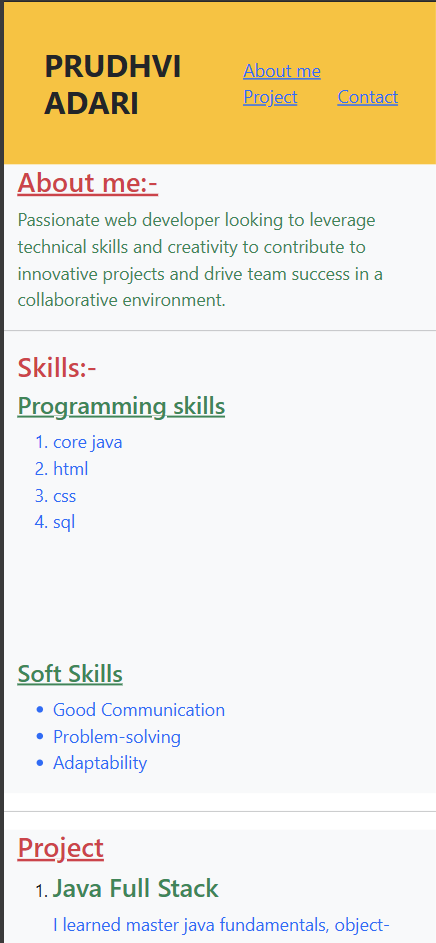 PRUDHVI
ADARI
About me
Project Contact
About me:-
Passionate web developer looking to leverage
technical skills and creativity to contribute to
innovative projects and drive team success in a
collaborative environment.
Skills:-
Programming skills
1. core java
2. html
3. css
4. sql
Soft Skills
• Good Communication
• Problem-solving
• Adaptability
Project
1. Java Full Stack
I learned master java fundamentals, object-